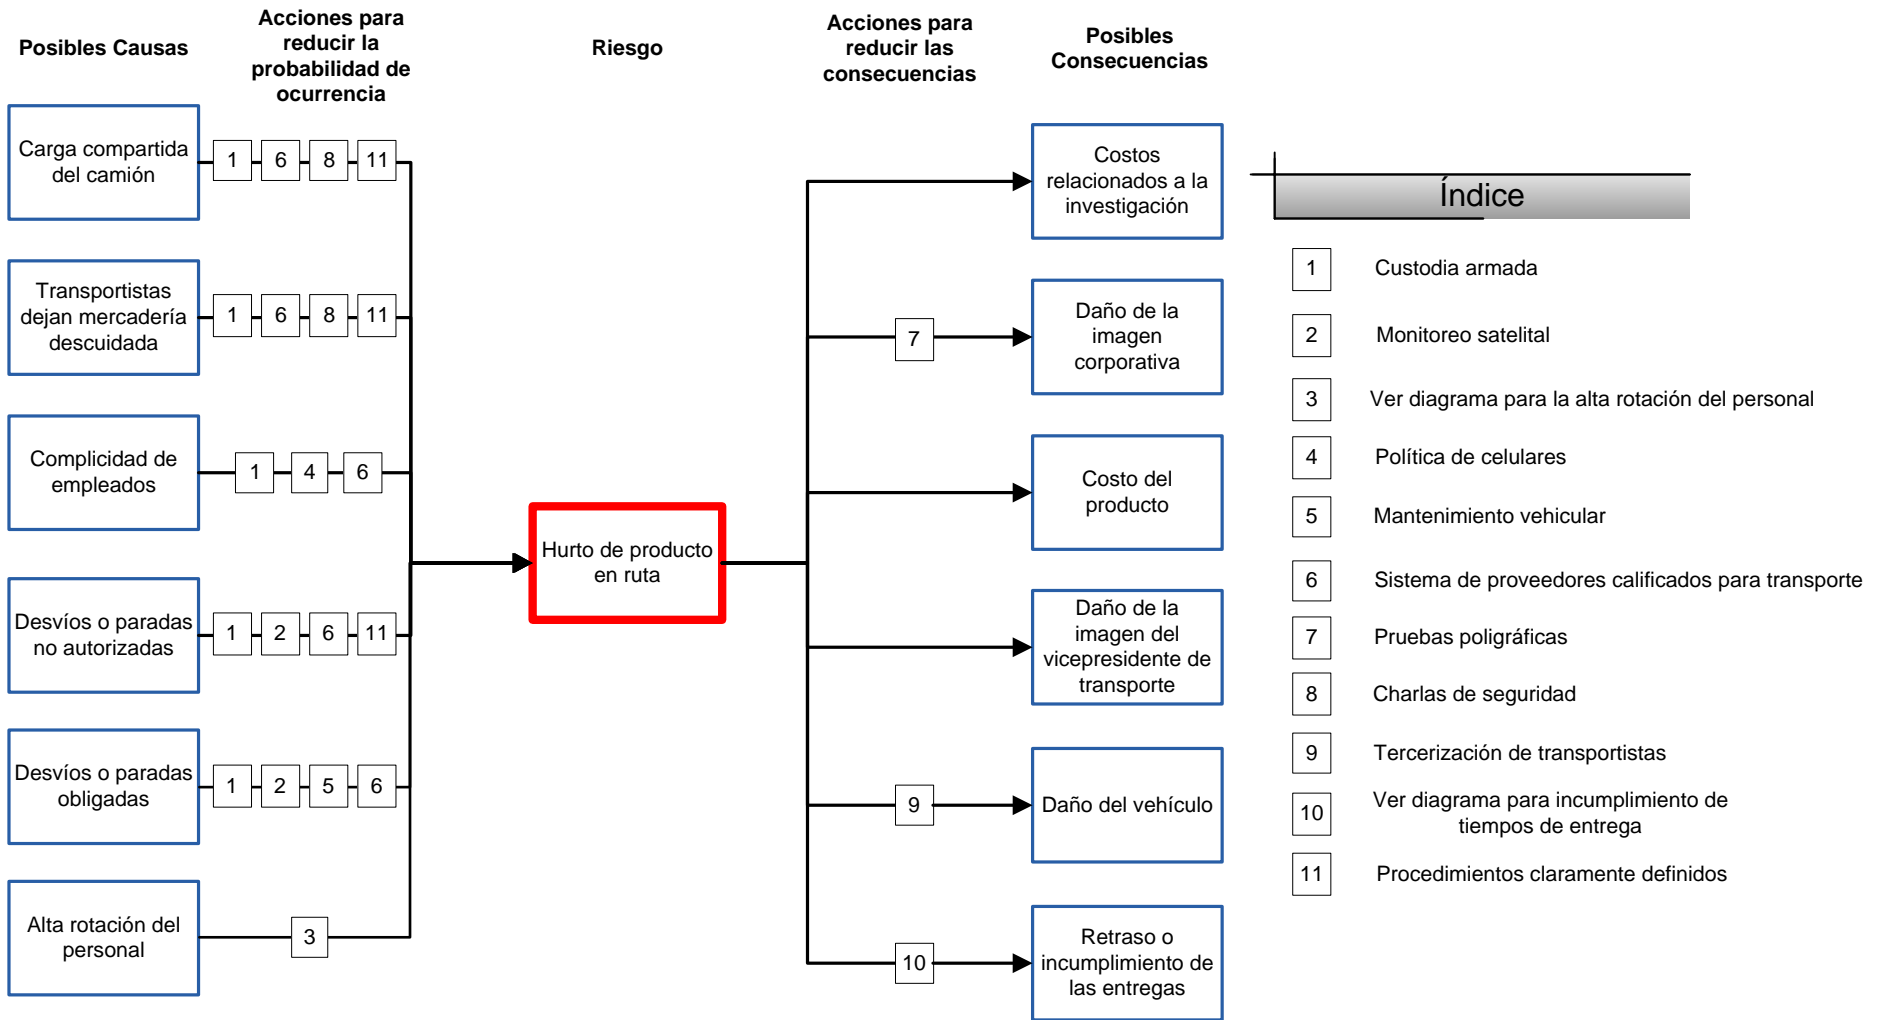 Posibles Causas
Acciones para
reducir la
probabilidad de
ocurrencia
Riesgo
Acciones para
reducir las
consecuencias
Posibles
Consecuencias
Carga compartida
del camión
1 6 8 11
Transportistas
dejan mercadería
descuidada
1 6 8 11
Complicidad de
empleados
1 4 6
Desvíos o paradas
no autorizadas
1 2 6 11
Desvíos o paradas
obligadas
1 2 5 6
Alta rotación del
personal
3
Hurto de producto
en ruta
Costos
relacionados a la
investigación
7
Daño de la
imagen
corporativa
Costo del
producto
Daño de la
imagen del
vicepresidente de
transporte
9
Daño del vehículo
10
Retraso o
incumplimiento de
las entregas
Índice
1 Custodia armada
2 Monitoreo satelital
3 Ver diagrama para la alta rotación del personal
4 Política de celulares
5 Mantenimiento vehicular
6 Sistema de proveedores calificados para transporte
7 Pruebas poligráficas
8 Charlas de seguridad
9 Tercerización de transportistas
10 Ver diagrama para incumplimiento de
tiempos de entrega
11 Procedimientos claramente definidos